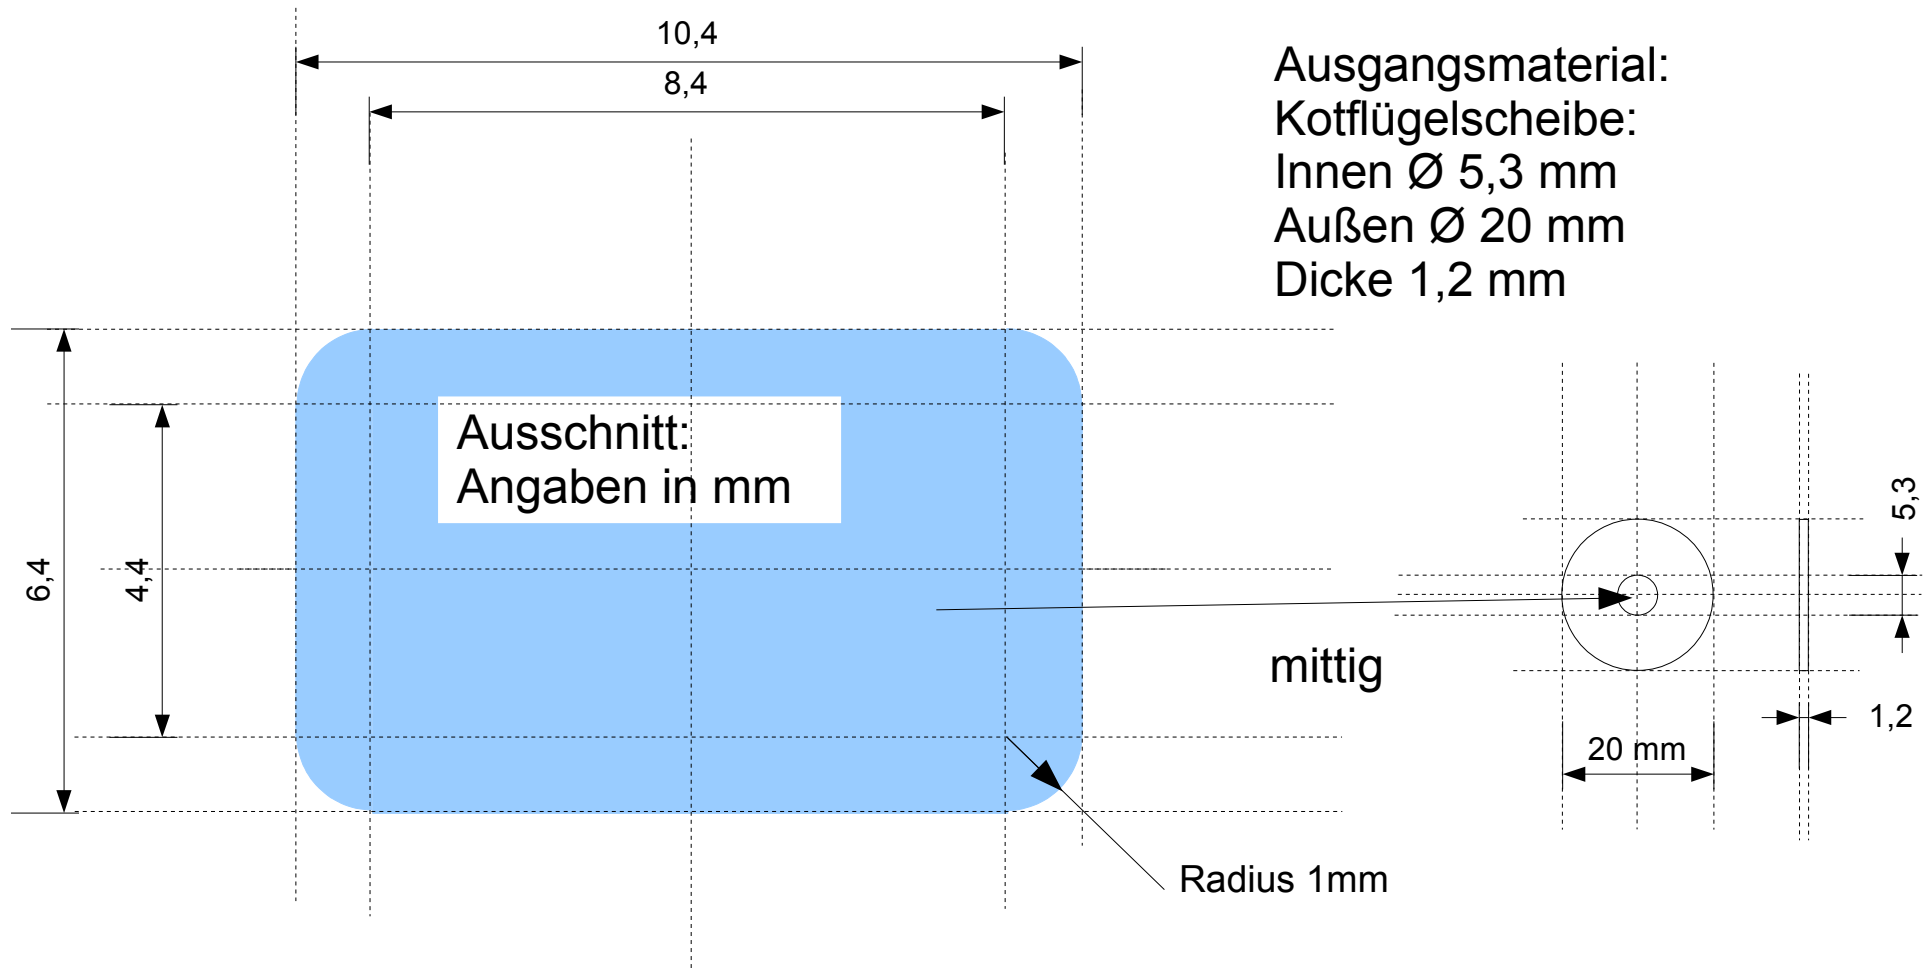 10,4
8,4
Ausgangsmaterial:
Kotflügelscheibe:
Innen Ø 5,3 mm
Außen Ø 20 mm
Dicke 1,2 mm
Ausschnitt:
Angaben in mm
6,4
4,4
5,3
mittig
1,2
20 mm
Radius 1mm